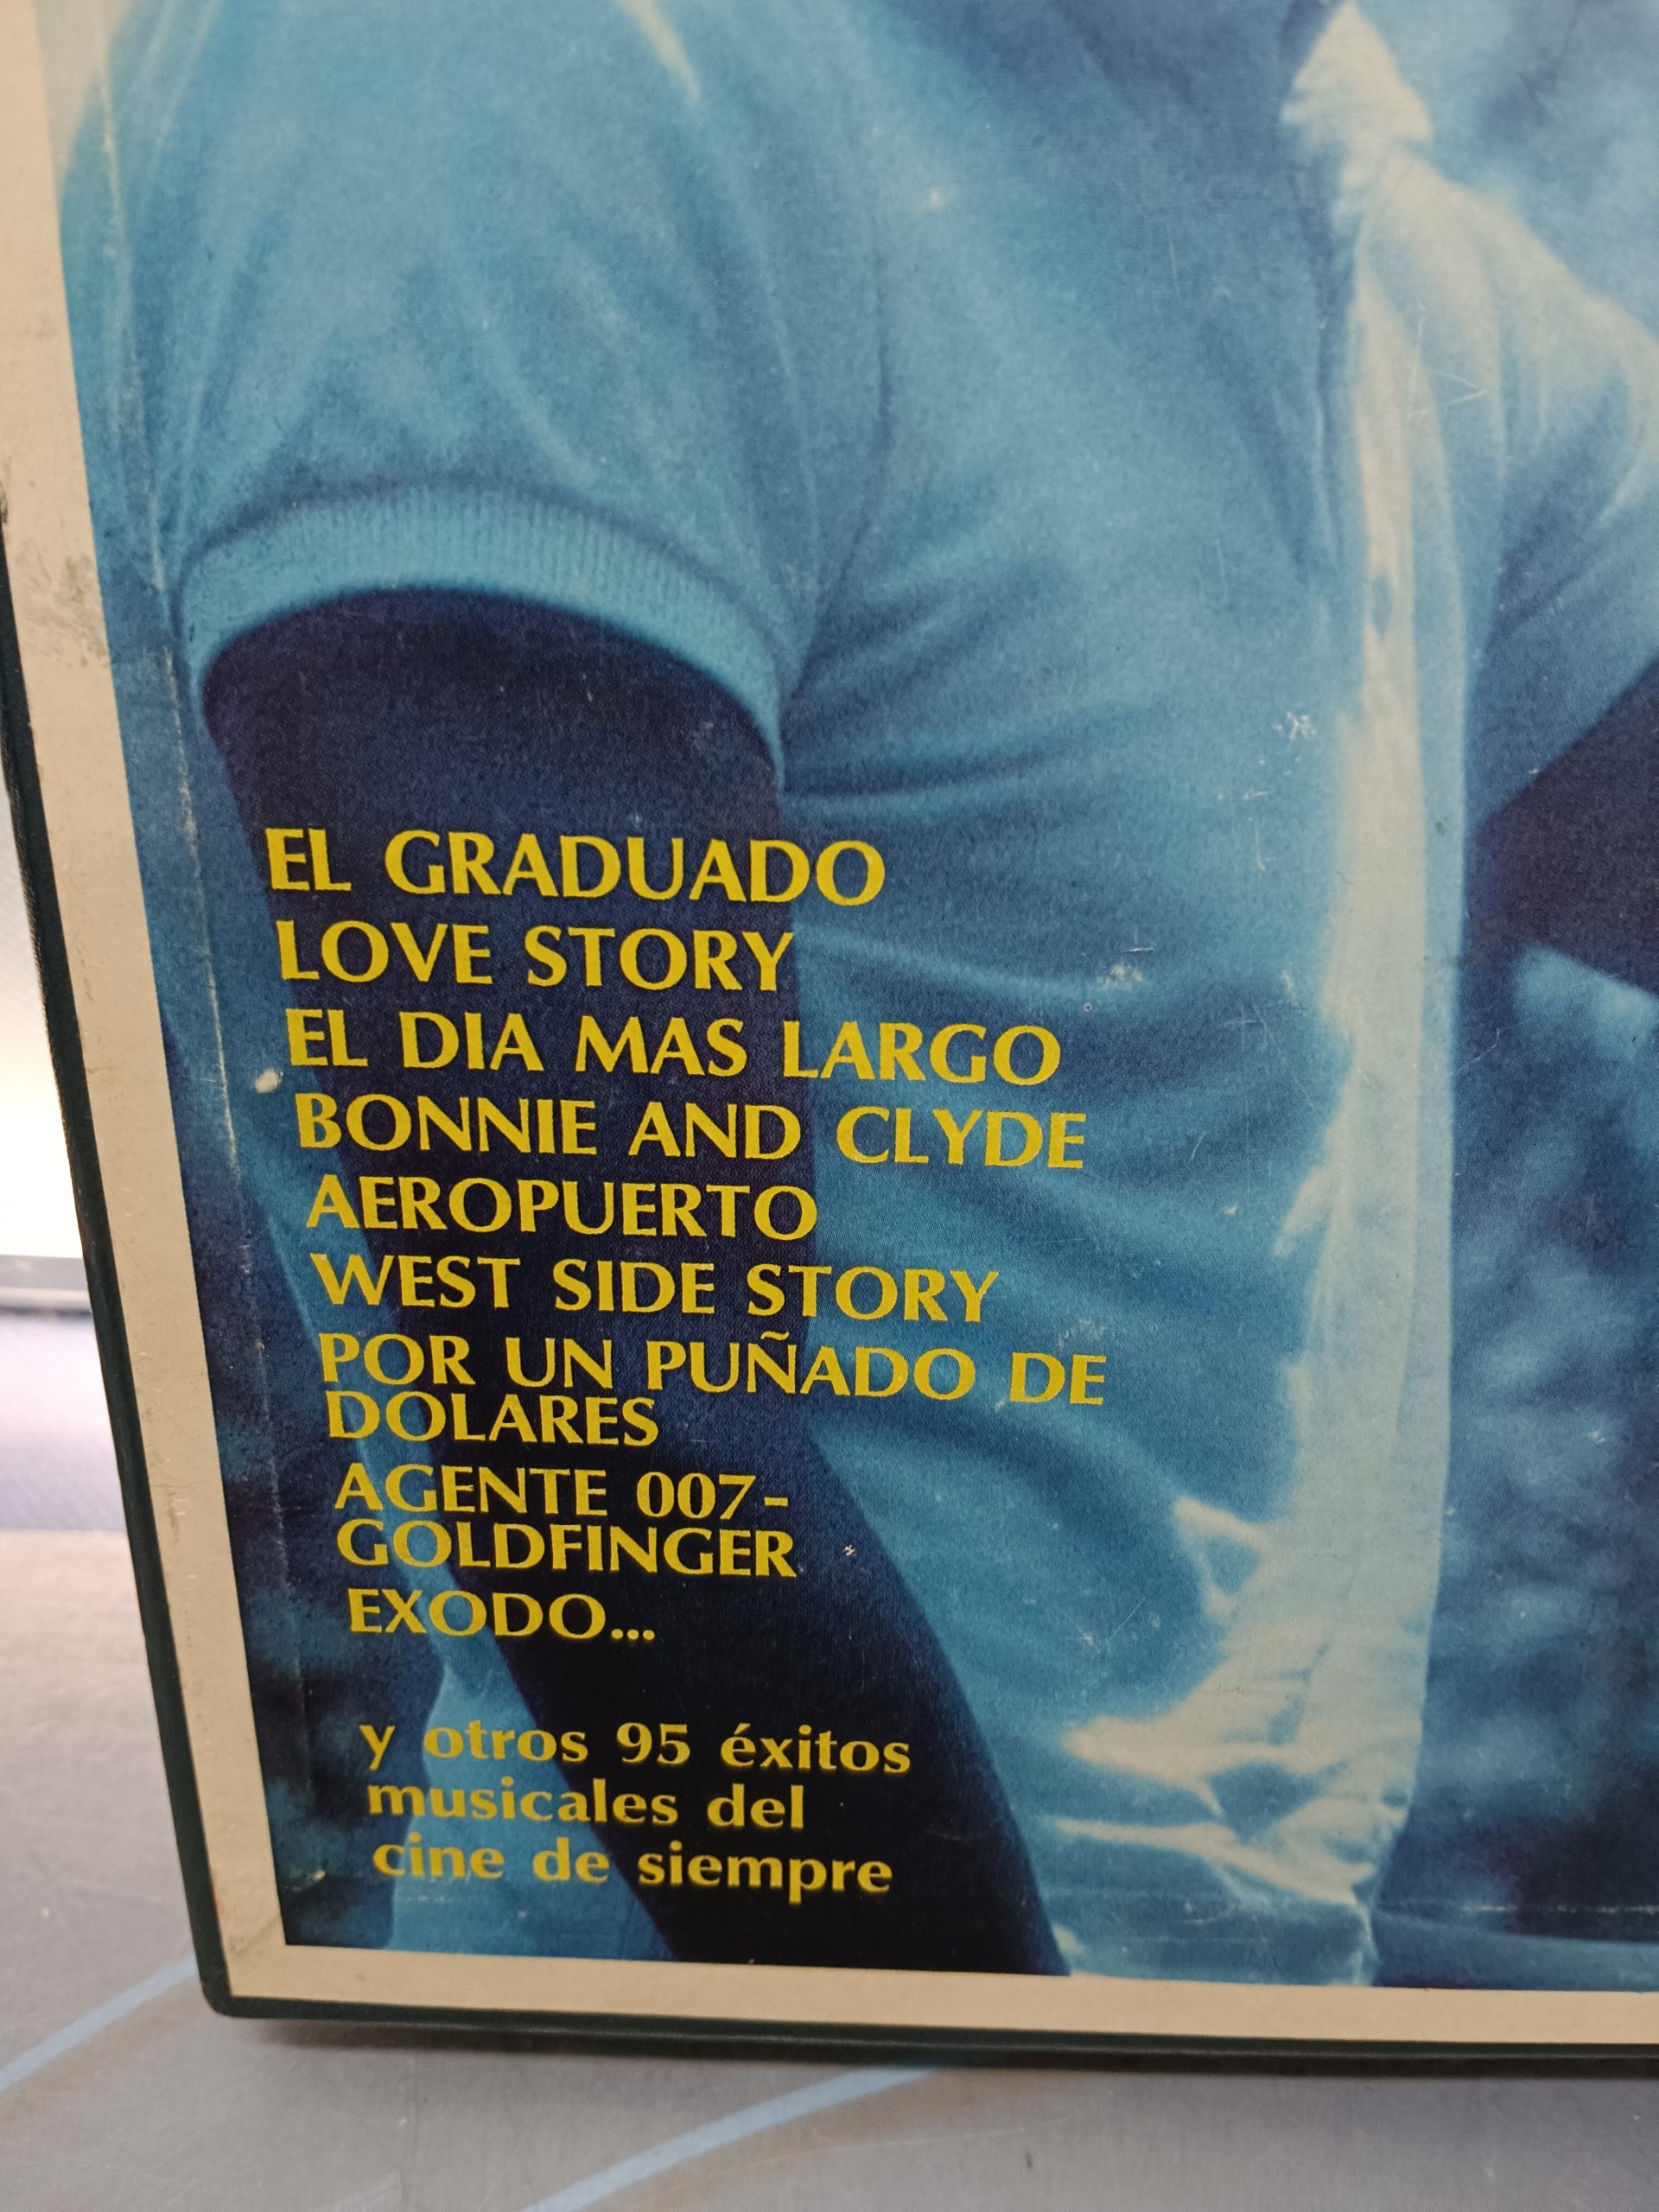 EL GRADUADO
LOVE STORY
EL DIA MAS LARGO
BONNIE AND CLYDE
AEROPUERTO
WEST SIDE STORY
POR UN PUÑADO DE
DOLARES
AGENTE 007-
GOLDFINGER
EXODO...
y otros 95 éxitos
musicales del
cine de siempre